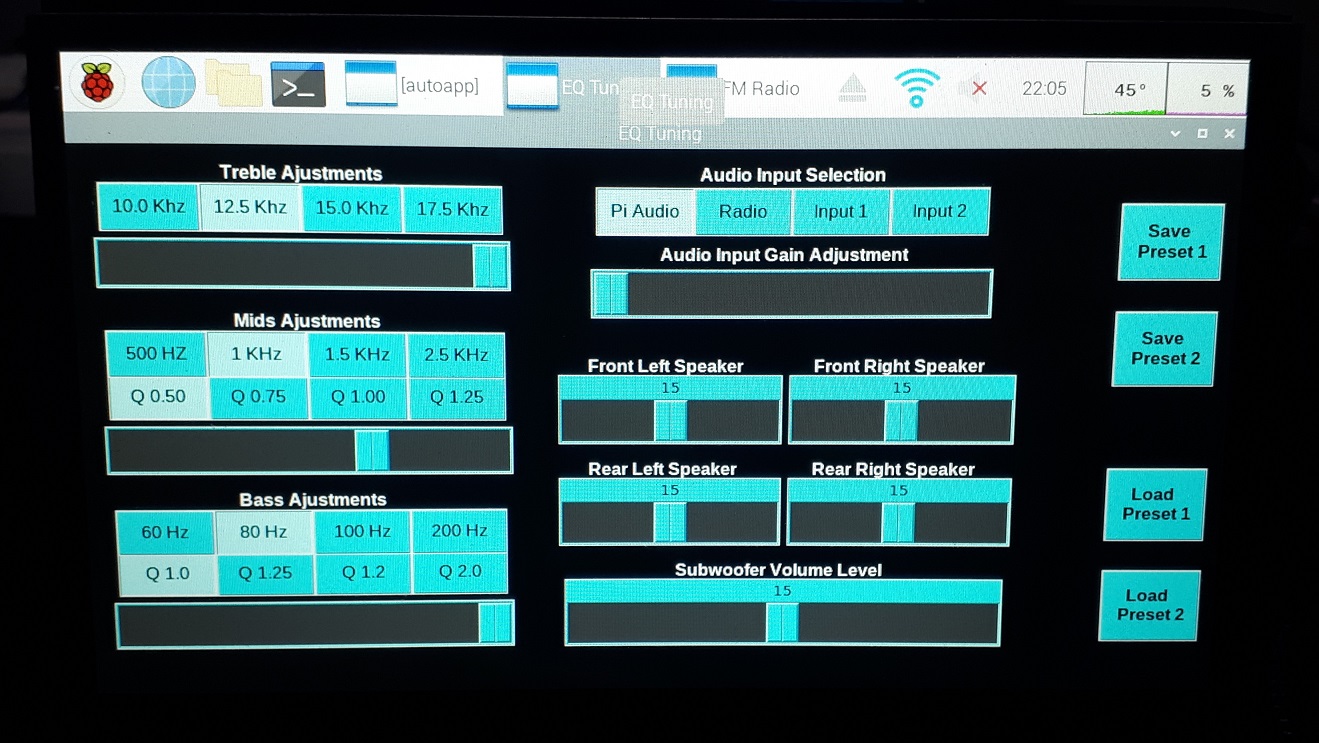 [autoapp]
EQ Tun
EQ Tuning
FM Radio
22:05
45°
5 %
EQ Tuning
Treble Ajustments
10.0 Khz 12.5 Khz 15.0 Khz 17.5 Khz
Mids Ajustments
500 HZ 1 KHz 1.5 KHz 2.5 KHz
Q 0.50 Q 0.75 Q 1.00 Q 1.25
Bass Ajustments
60 Hz 80 Hz 100 Hz 200 Hz
Q 1.0 Q 1.25 Q 1.2 Q 2.0
Audio Input Selection
Pi Audio Radio Input 1 Input 2
Audio Input Gain Adjustment
Front Left Speaker Front Right Speaker
15 15
Rear Left Speaker Rear Right Speaker
15 15
Subwoofer Volume Level
15
Save
Preset 1
Save
Preset 2
Load
Preset 1
Load
Preset 2